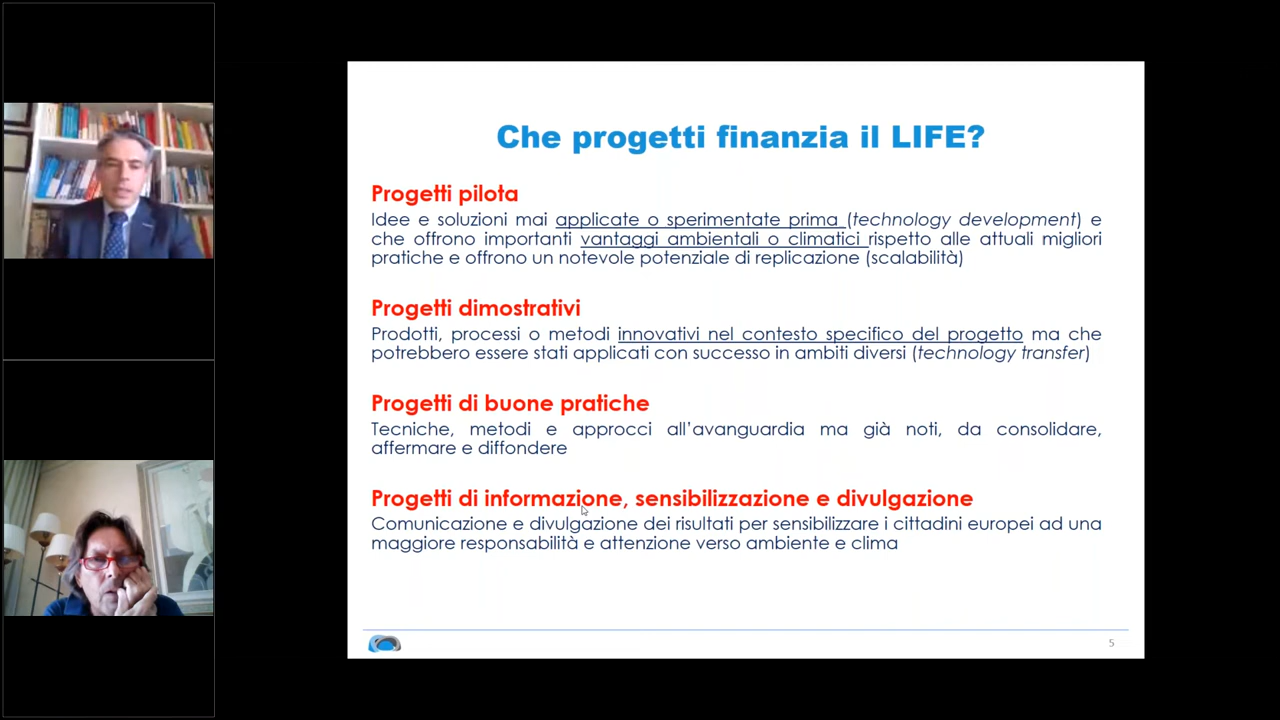 Che progetti finanzia il LIFE?
Progetti pilota
Idee e soluzioni mai applicate o sperimentate prima (technology development) e
che offrono importanti vantaggi ambientali o climatici rispetto alle attuali migliori
pratiche e offrono un notevole potenziale di replicazione (scalabilità)
Progetti dimostrativi
Prodotti, processi o metodi innovativi nel contesto specifico del progetto ma che
potrebbero essere stati applicati con successo in ambiti diversi (technology transfer)
Progetti di buone pratiche
Tecniche, metodi e approcci all’avanguardia ma già noti, da consolidare,
affermare e diffondere
Progetti di informazione, sensibilizzazione e divulgazione
Comunicazione e divulgazione dei risultati per sensibilizzare i cittadini europei ad una
maggiore responsabilità e attenzione verso ambiente e clima
5